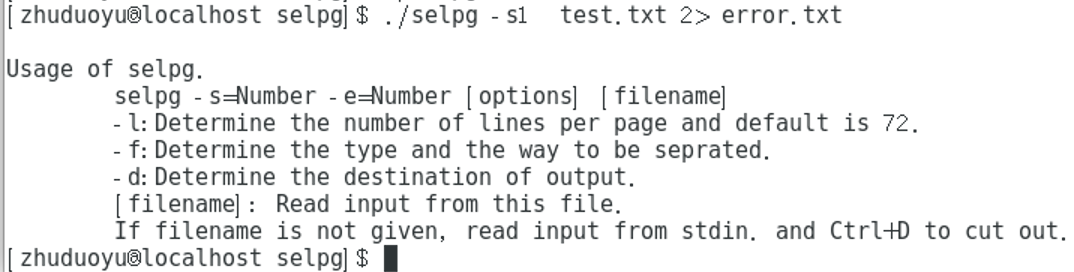 [zhuduoyu@localhost selpg]$ ./selpg -s1  test.txt 2> error.txt
Usage of selpg.
selpg -s=Number -e=Number [options] [filename]
-l:Determine the number of lines per page and default is 72.
-f:Determine the type and the way to be seprated.
-d:Determine the destination of output.
[filename]: Read input from this file.
If filename is not given, read input from stdin. and Ctrl+D to cut out.
[zhuduoyu@localhost selpg]$